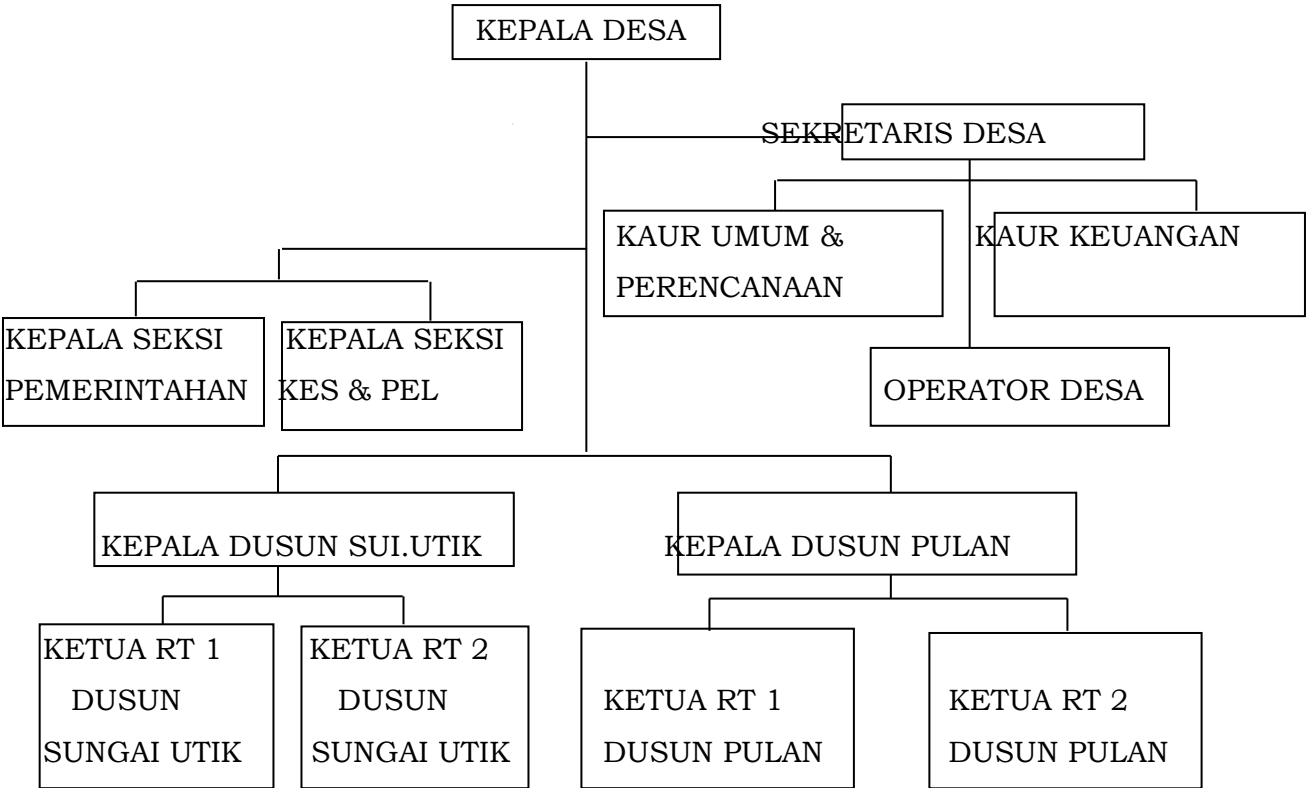 KEPALA DESA
SEKRETARIS DESA
KAUR UMUM &
PERENCANAAN
KAUR KEUANGAN
KEPALA SEKSI
PEMERINTAHAN
KEPALA SEKSI
KES & PEL
OPERATOR DESA
KEPALA DUSUN SUI.UTIK
KEPALA DUSUN PULAN
KETUA RT 1
DUSUN
SUNGAI UTIK
KETUA RT 2
DUSUN
SUNGAI UTIK
KETUA RT 1
DUSUN PULAN
KETUA RT 2
DUSUN PULAN